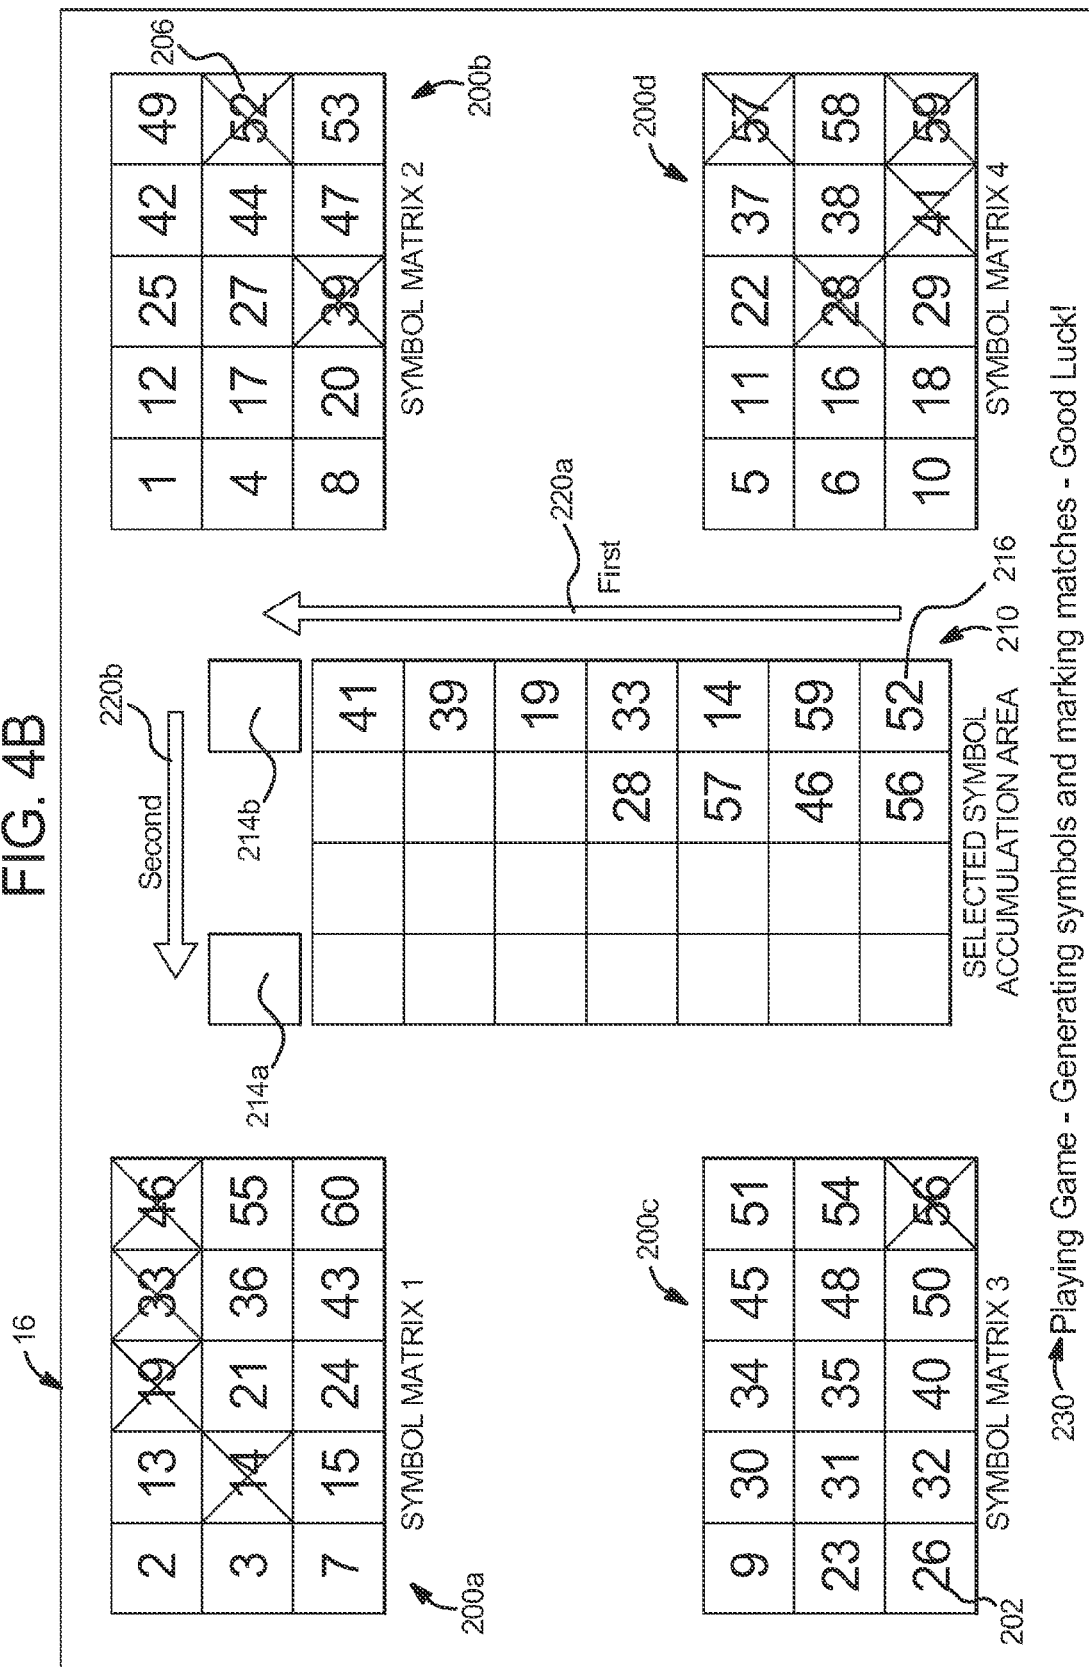 FIG. 4B
16
2 13 19 33 46
3 14 21 36 55
7 15 24 43 60
SYMBOL MATRIX 1
200a
Second
220b
214a
214b
41
39
19
28 33
57 14
46 59
56 52
SELECTED SYMBOL
ACCUMULATION AREA
210
216
First
220a
1 12 25 42 49
4 17 27 44 52
8 20 39 47 53
SYMBOL MATRIX 2
206
200b
200c
9 30 34 45 51
23 31 35 48 54
26 32 40 50 56
SYMBOL MATRIX 3
202
200d
5 11 22 37 57
6 16 28 38 58
10 18 29 41 59
SYMBOL MATRIX 4
230 Playing Game - Generating symbols and marking matches - Good Luck!